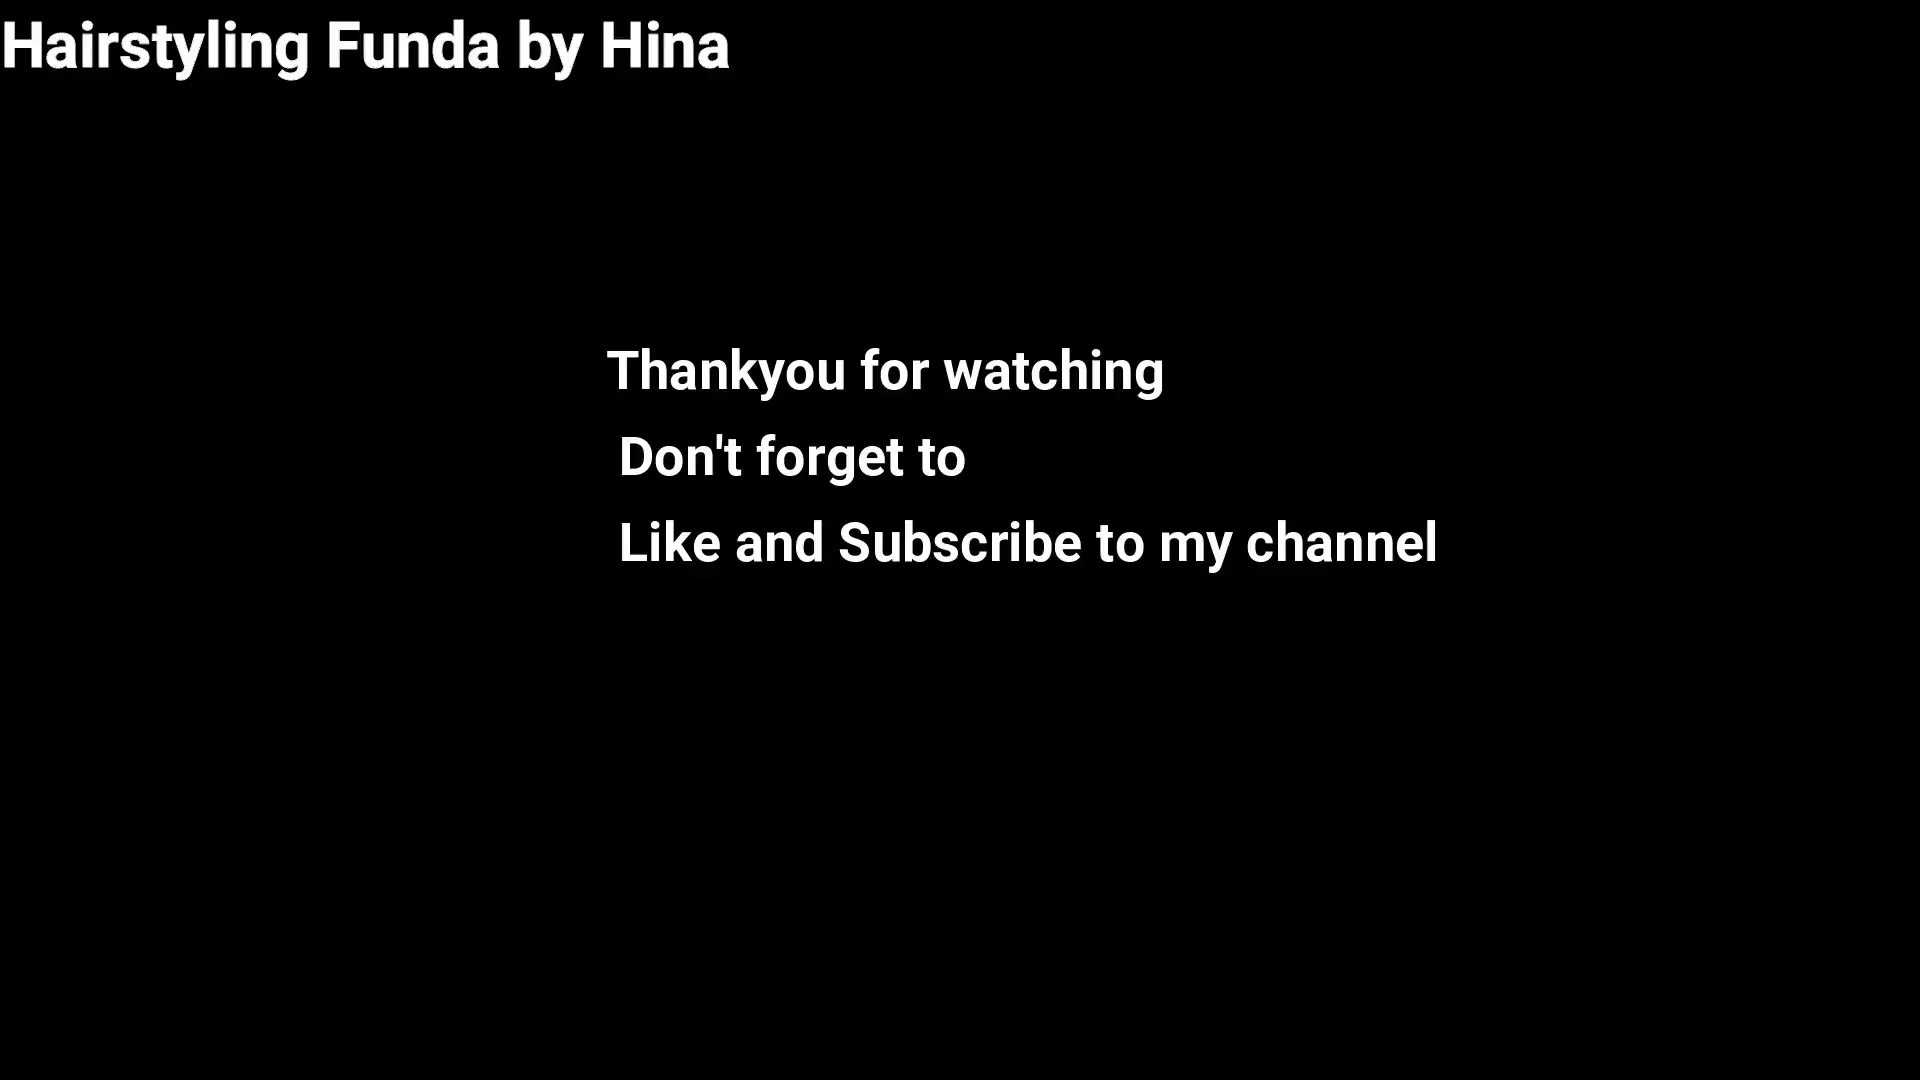 Hairstyling Funda by Hina
Thankyou for watching
Don't forget to
Like and Subscribe to my channel